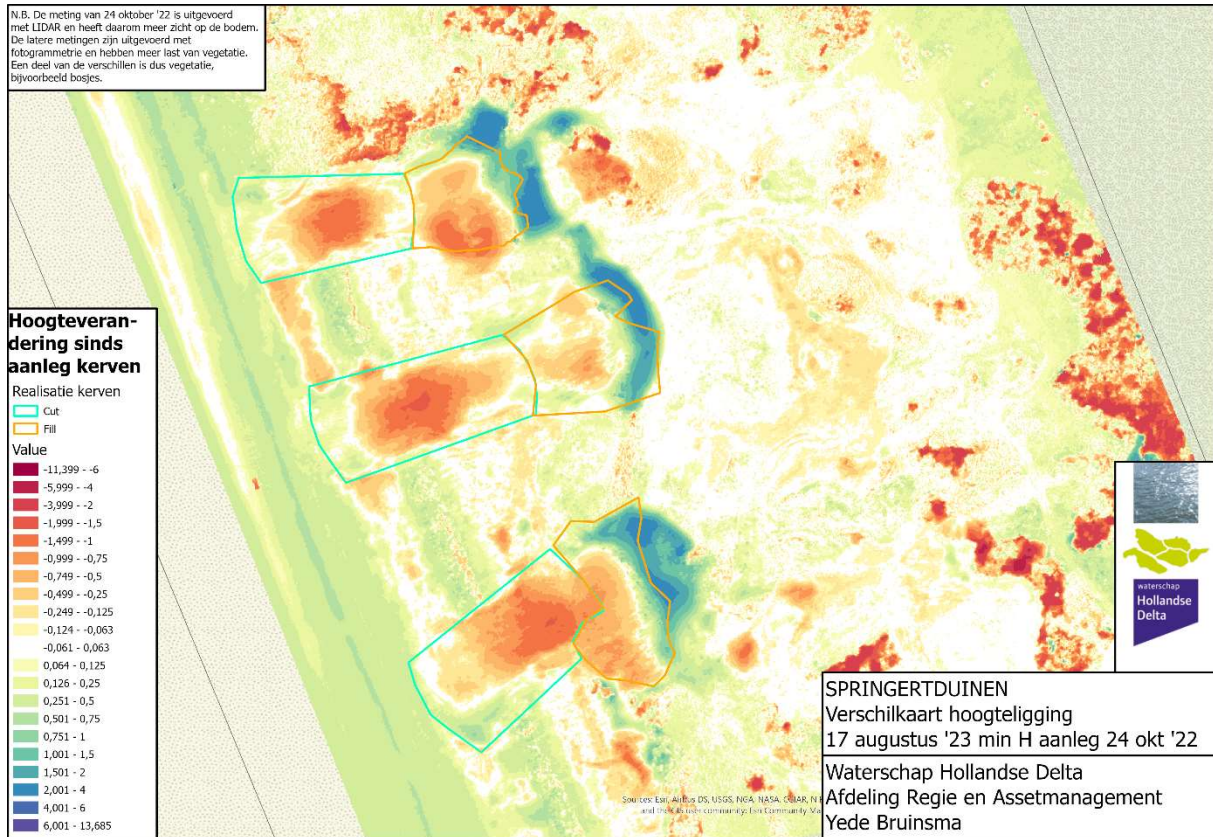 N.B. De meting van 24 oktober '22 is uitgevoerd
met LIDAR en heeft daarom meer zicht op de bodem.
De latere metingen zijn uitgevoerd met
fotogrammetrie en hebben meer last van vegetatie.
Een deel van de verschillen is dus vegetatie,
bijvoorbeeld bosjes.
Hoogteveran-
dering sinds
aanleg kerven
Realisatie kerven
Cut
Fill
Value
-11,399 - -6
-5,999 - -4
-3,999 - -2
-1,999 - -1,5
-1,499 - -1
-0,999 - -0,75
-0,749 - -0,5
-0,499 - -0,25
-0,249 - -0,125
-0,124 - -0,063
-0,061 - -0,063
0,064 - 0,125
0,126 - 0,25
0,251 - 0,5
0,501 - 0,75
0,751 - 1
1,001 - 1,5
1,501 - 2
2,001 - 4
4,001 - 6
6,001 - 13,685
waterschap
Hollandse
Delta
Sources: Esri, Airbus DS, USGS, NGA, NASA, CGIAR, N
and the GIS user community: Esri Community Ma
SPRINGERTDUINEN
Verschilkaart hoogteligging
17 augustus '23 min H aanleg 24 okt '22
Waterschap Hollandse Delta
Afdeling Regie en Assetmanagement
Yede Bruinsma